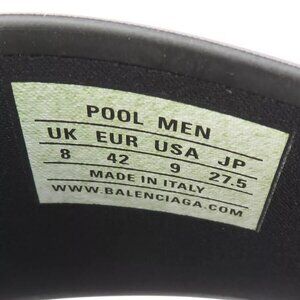 POOL MEN
UK EUR USA JP
8 42 9 27.5
MADE IN ITALY
WWW.BALENCIAGA.COM